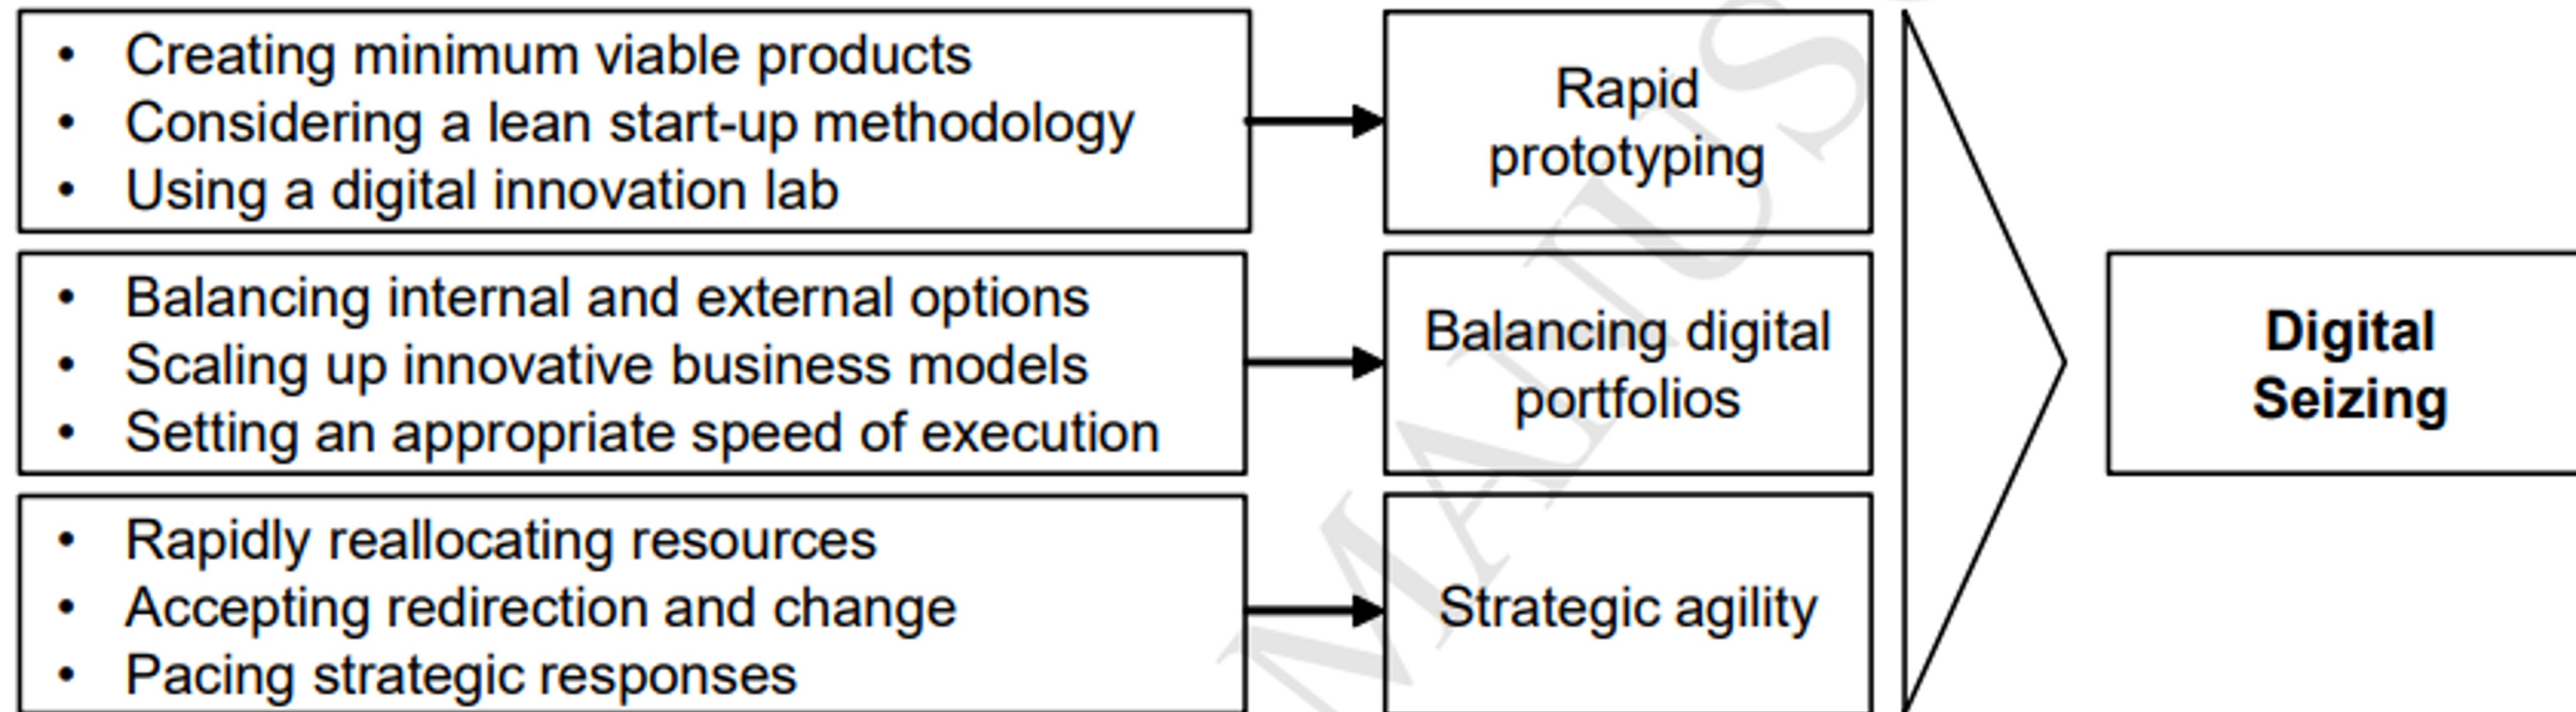 • Creating minimum viable products
• Considering a lean start-up methodology
• Using a digital innovation lab
Rapid
prototyping
• Balancing internal and external options
• Scaling up innovative business models
• Setting an appropriate speed of execution
Balancing digital
portfolios
• Rapidly reallocating resources
• Accepting redirection and change
• Pacing strategic responses
Strategic agility
Digital
Seizing